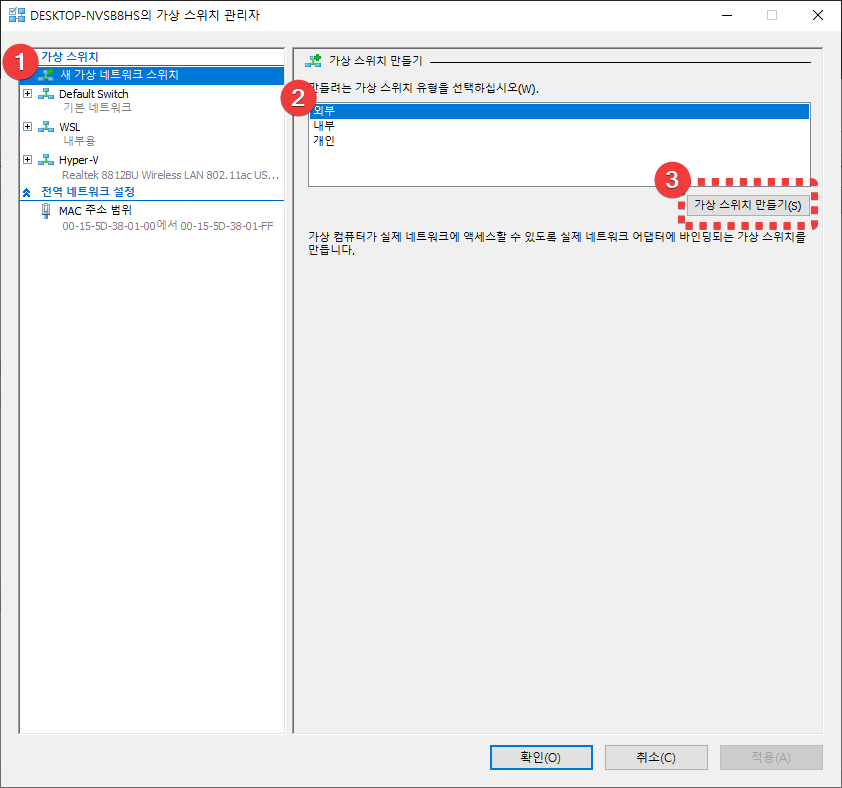 DESKTOP-NVSB8HS의 가상 스위치 관리자
1
가상 스위치
새 가상 네트워크 스위치
Default Switch
기본 네트워크
WSL
내부용
Hyper-V
Realtek 8812BU Wireless LAN 802.11ac US...
전역 네트워크 설정
MAC 주소 범위
00-15-5D-38-01-00에서 00-15-5D-38-01-FF
가상 스위치 만들기
만들려는 가상 스위치 유형을 선택하십시오(W).
2
외부
내부
개인
3
가상 스위치 만들기(S)
가상 컴퓨터가 실제 네트워크에 액세스할 수 있도록 실제 네트워크 어댑터에 바인딩되는 가상 스위치를
만듭니다.
확인(O)
취소(C)
적용(A)